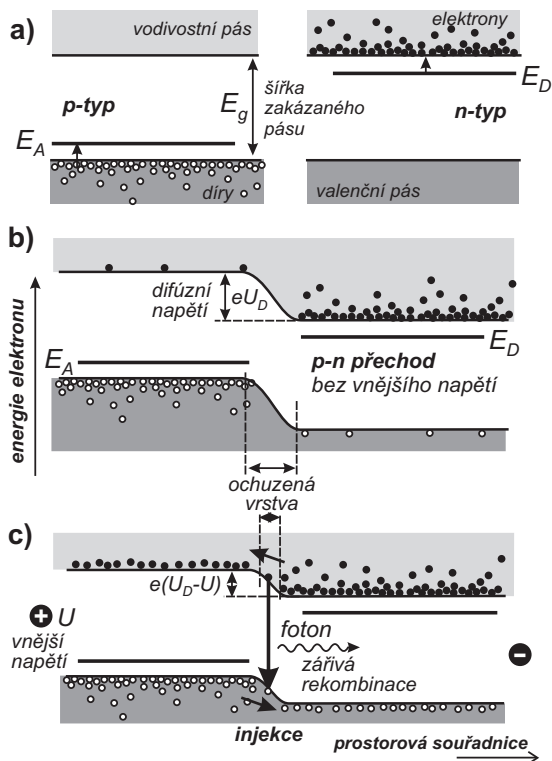 a)
vodivostní pás
elektrony
p-typ
E_g
šířka
zakázaného
pásu
n-typ
E_D
E_A
díry
valenční pás
b)
difúzní
napětí
eU_D
E_D
E_A
p-n přechod
bez vnějšího napětí
energie elektronu
ochuzená
vrstva
c)
e(U_D-U)
+ U
vnější
napětí
foton
zářivá
rekombinace
−
injekce
prostorová souřadnice